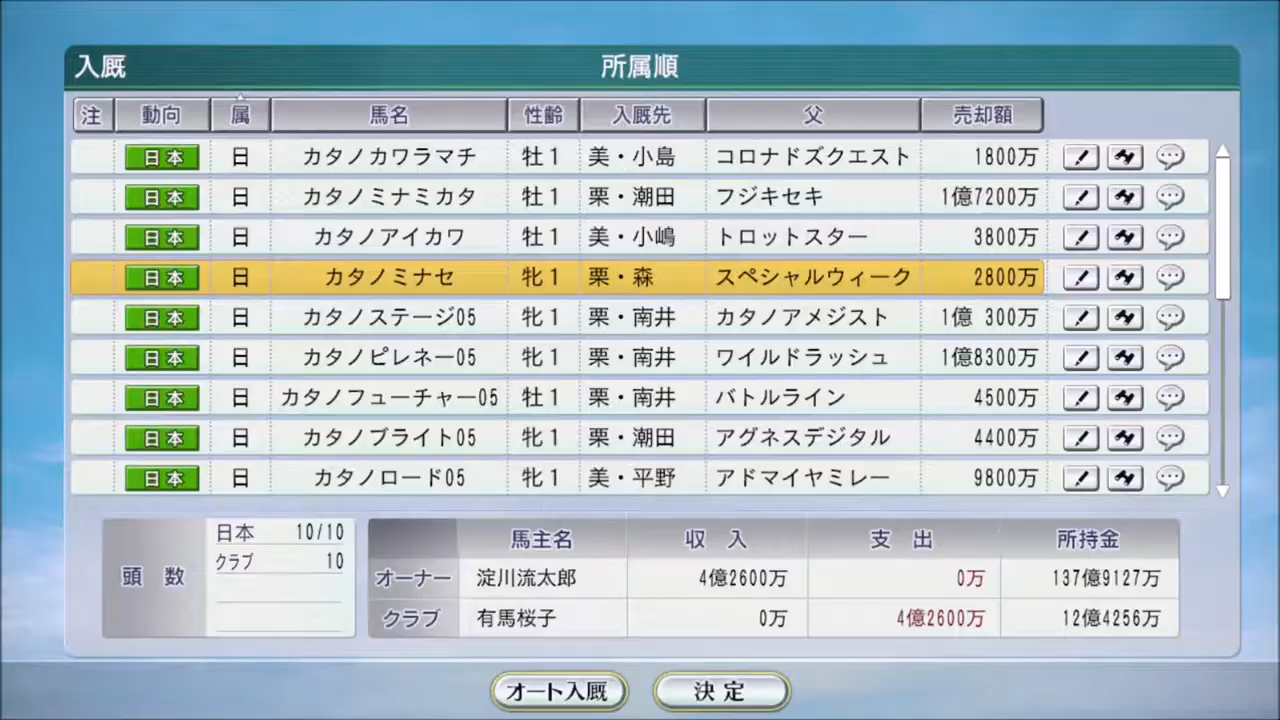 入厩 所属順
注 動向 属 馬名 性齢 入厩先 父 売却額
日本 日 カタノカワラマチ 牡1 美・小島 コロナドズクエスト 1800万
日本 日 カタノミナミカタ 牡1 栗・潮田 フジキセキ 1億7200万
日本 日 カタノアイカワ 牡1 美・小嶋 トロットスター 3800万
日本 日 カタノミナセ 牝1 栗・森 スペシャルウィーク 2800万
日本 日 カタノステージ05 牝1 栗・南井 カタノアメジスト 1億 300万
日本 日 カタノピレネー05 牝1 栗・南井 ワイルドラッシュ 1億8300万
日本 日 カタノフューチャー05 牡1 栗・南井 バトルライン 4500万
日本 日 カタノブライト05 牝1 栗・潮田 アグネスデジタル 4400万
日本 日 カタノロード05 牝1 美・平野 アドマイヤミレー 9800万
頭数 日本 10/10
クラブ 10
馬主名 収入 支出 所持金
オーナー 淀川流太郎 4億2600万 0万 137億9127万
クラブ 有馬桜子 0万 4億2600万 12億4256万
オート入厩 決定